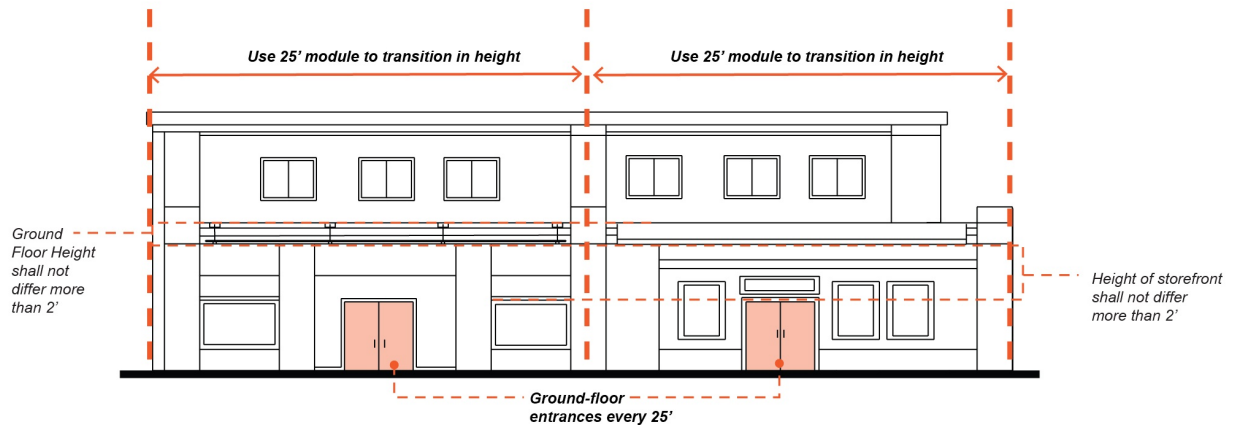 Use 25’ module to transition in height
Use 25’ module to transition in height
Ground
Floor Height
shall not
differ more
than 2’
Height of storefront
shall not differ
more than 2’
Ground-floor
entrances every 25’